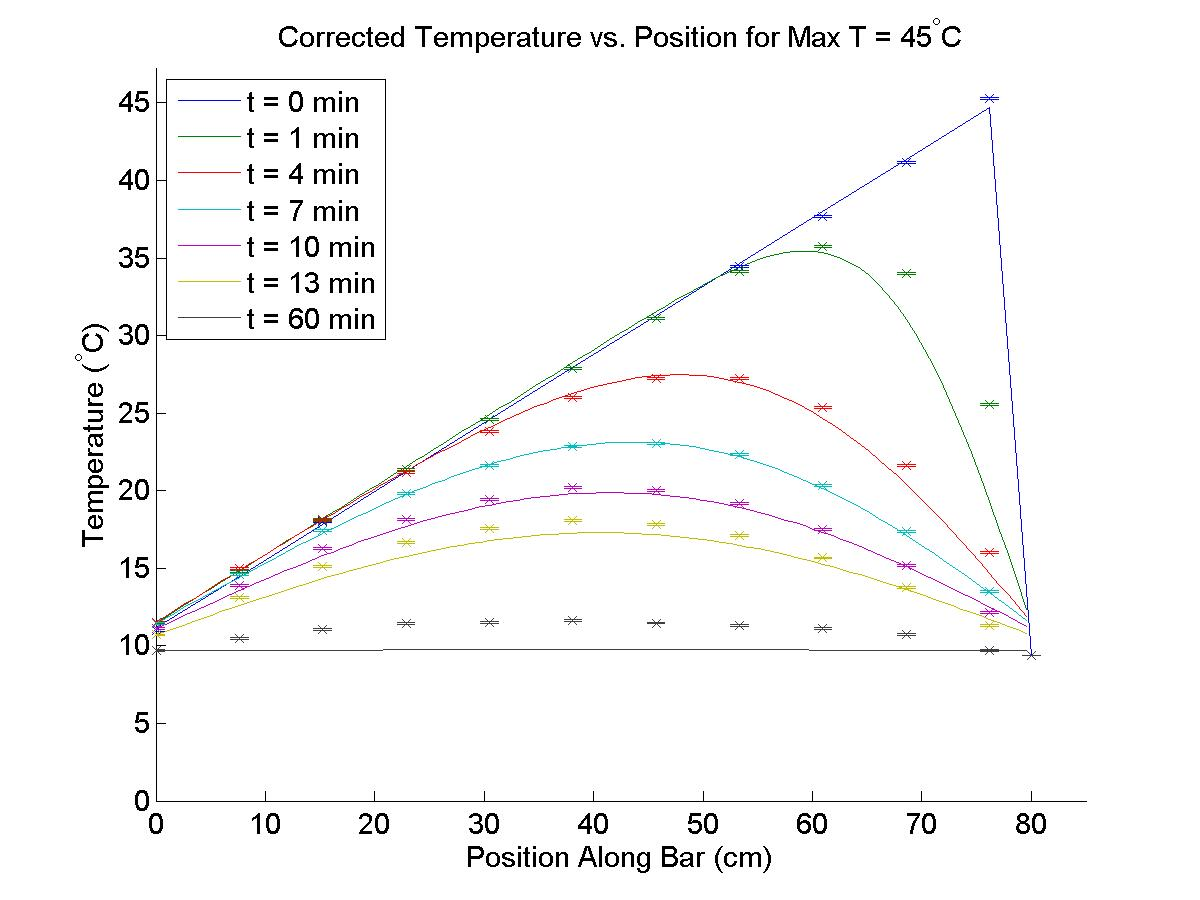 Corrected Temperature vs. Position for Max T = 45°C
t = 0 min
t = 1 min
t = 4 min
t = 7 min
t = 10 min
t = 13 min
t = 60 min
Temperature (°C)
45
40
35
30
25
20
15
10
5
0
0 10 20 30 40 50 60 70 80
Position Along Bar (cm)